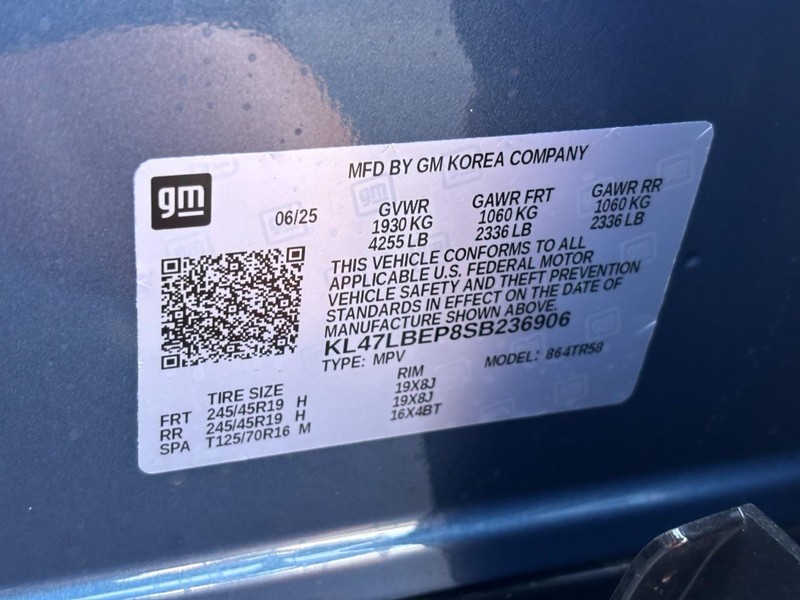 MFD BY GM KOREA COMPANY
gm
06/25
GVWR GAWR FRT GAWR RR
1930 KG 1060 KG 1060 KG
4255 LB 2336 LB 2336 LB
THIS VEHICLE CONFORMS TO ALL
APPLICABLE U.S. FEDERAL MOTOR
VEHICLE SAFETY AND THEFT PREVENTION
STANDARDS IN EFFECT ON THE DATE OF
MANUFACTURE SHOWN ABOVE.
KL47LBEP8SB236906
TYPE: MPV MODEL: 864TR58
TIRE SIZE RIM
FRT 245/45R19 H 19X8J
RR 245/45R19 H 19X8J
SPA T125/70R16 M 16X4BT